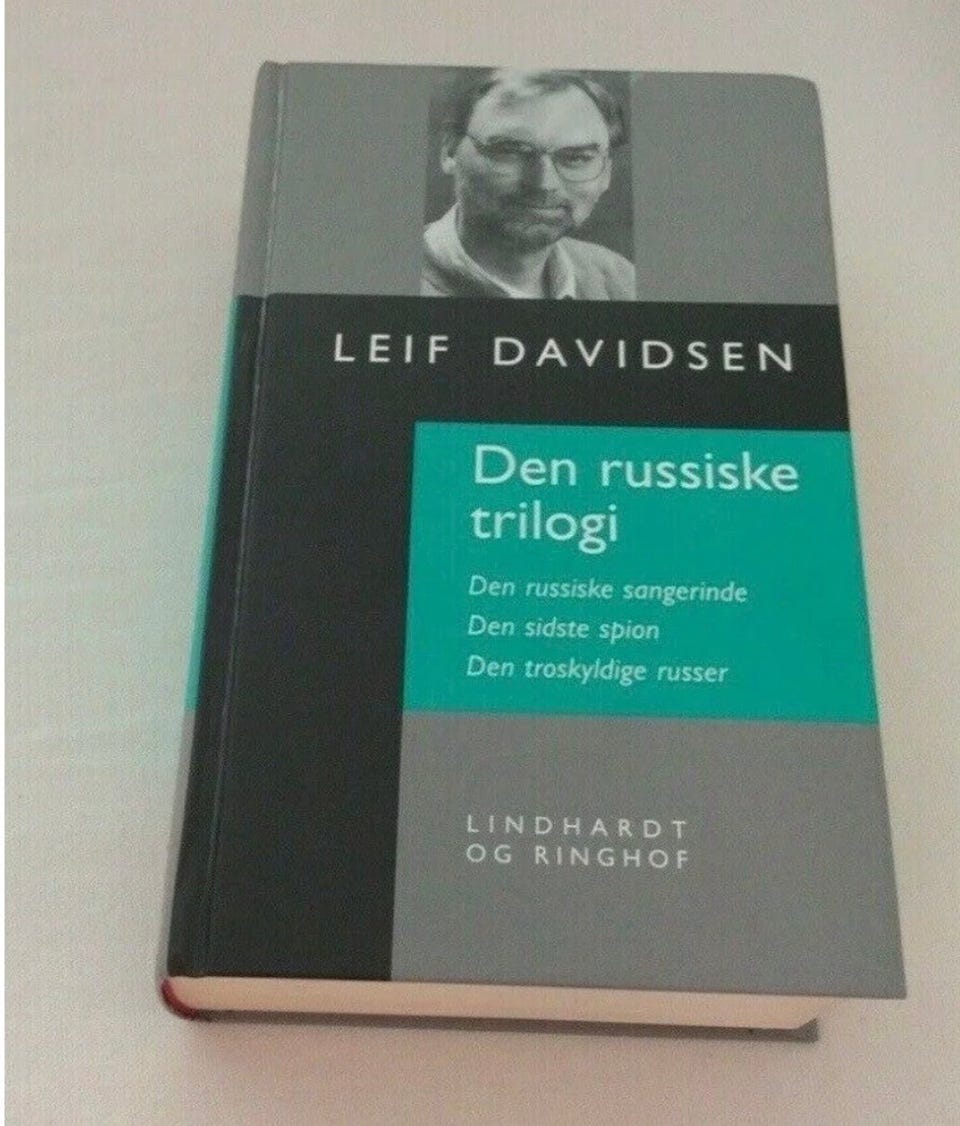 LEIF DAVIDSEN
Den russiske
trilogi
Den russiske sangerinde
Den sidste spion
Den troskyldige russer
LINDHARDT
OG RINGHOF